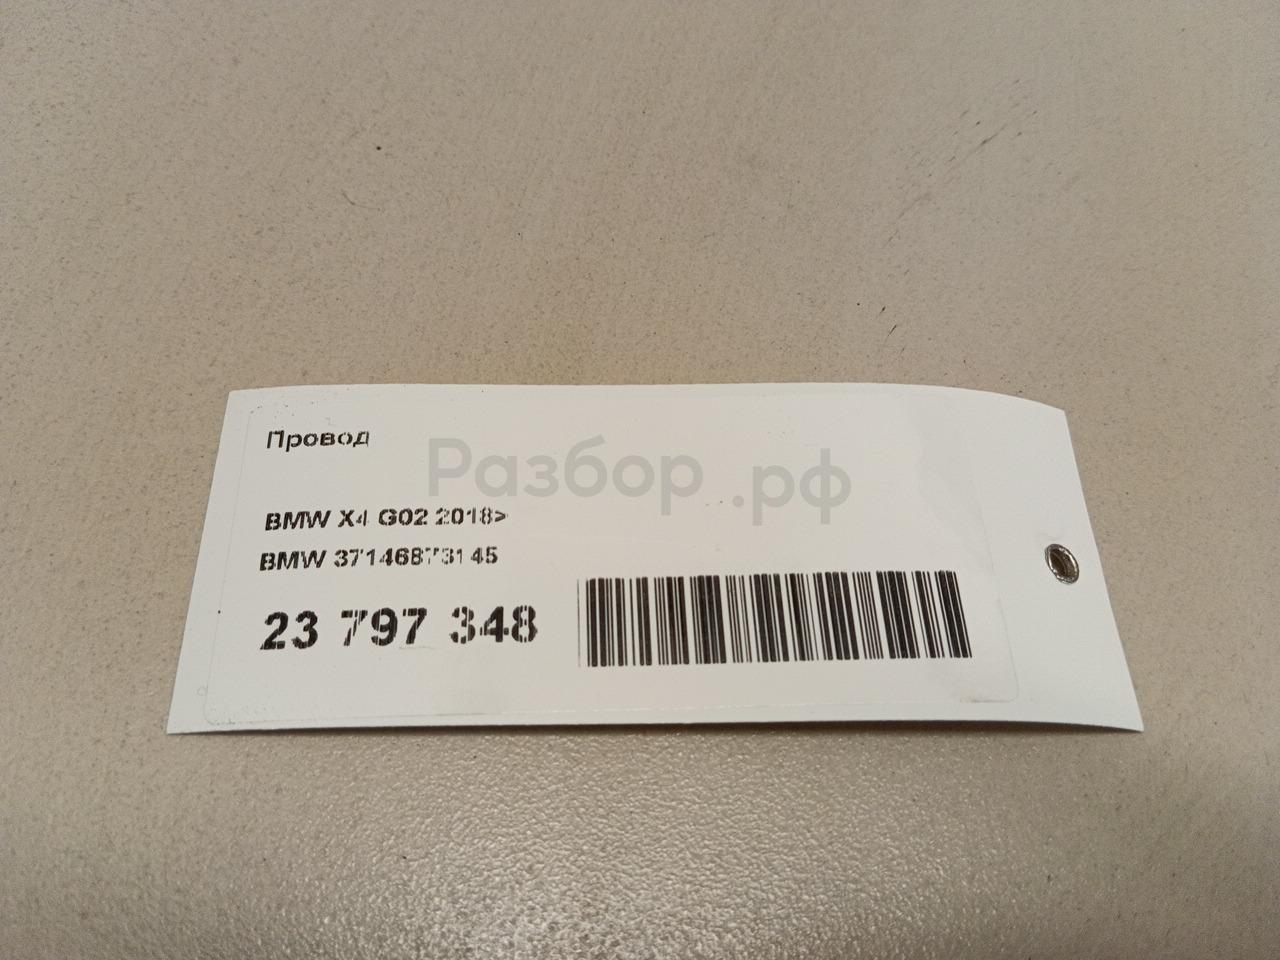 Провод
Разбор.рф
BMW X4 G02 2018>
BMW 37146873145
23 797 348